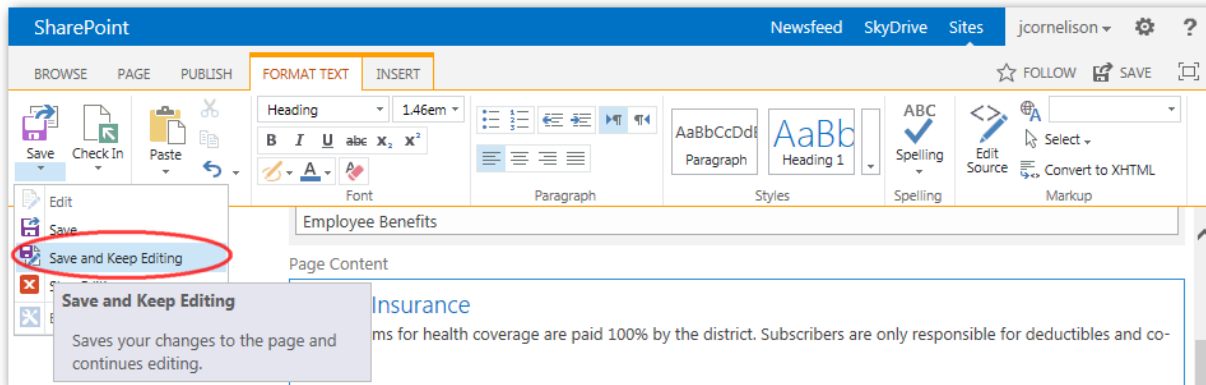 SharePoint Newsfeed SkyDrive Sites jcornelison ?
BROWSE PAGE PUBLISH FORMAT TEXT INSERT FOLLOW SAVE
Save Check In Paste
Heading 1.46em
B I U abc x₂ x²
A
Font
Paragraph
AaBbCcDdE AaBb
Paragraph Heading 1
Styles
ABC
Spelling
Spelling
Edit
Source
Select
Convert to XHTML
Markup
Edit
Save
Save and Keep Editing
Save and Keep Editing
Saves your changes to the page and
continues editing.
Employee Benefits
Page Content
Insurance
ms for health coverage are paid 100% by the district. Subscribers are only responsible for deductibles and co-